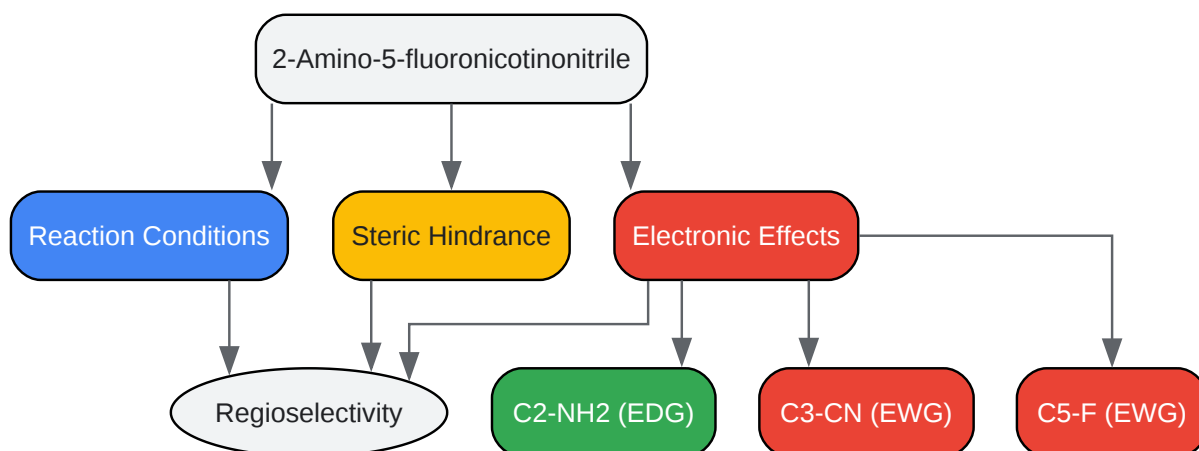 2-Amino-5-fluoronicotinonitrile
Reaction Conditions
Steric Hindrance
Electronic Effects
Regioselectivity
C2-NH2 (EDG)
C3-CN (EWG)
C5-F (EWG)